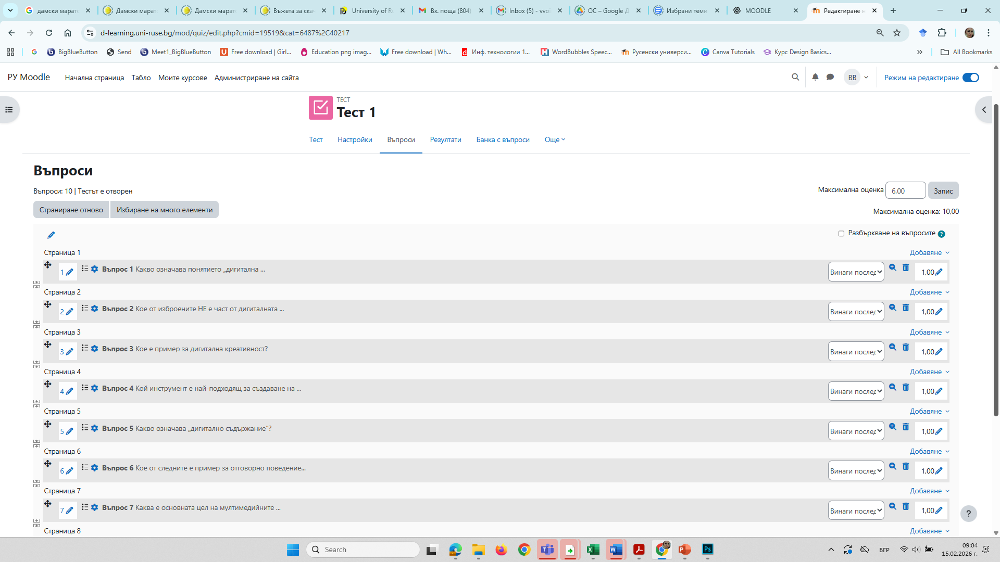 дамски марато
Дамски марат
Дамски марат
Въжета за ска
University of Ru
Вх. поща (804)
Inbox (5) - vvoi
ОС – Google Д
Избрани теми
MOODLE
Редактиране н
d-learning.uni-ruse.bg/mod/quiz/edit.php?cmid=19519&cat=6487%2C40217
BigBlueButton
Send
Meet1_BigBlueButton
Free download | Girl...
Education png imag...
Free download | Wh...
Инф. технологии 1...
WordBubbles Speec...
Русенски универси...
Canva Tutorials
Курс Design Basics...
All Bookmarks
РУ Moodle
Начална страница
Табло
Моите курсове
Администриране на сайта
ВВ
Режим на редактиране
ТЕСТ
Тест 1
Тест
Настройки
Въпроси
Резултати
Банка с въпроси
Още
Въпроси
Въпроси: 10 | Тестът е отворен
Максимална оценка 6,00 Запис
Страниране отново
Избиране на много елементи
Максимална оценка: 10,00
Разбъркване на въпросите ?
Страница 1 Добавяне
1 Въпрос 1 Какво означава понятието „дигитална ... Винаги послед 1,00
Страница 2 Добавяне
2 Въпрос 2 Кое от изброените НЕ е част от дигиталната ... Винаги послед 1,00
Страница 3 Добавяне
3 Въпрос 3 Кое е пример за дигитална креативност? Винаги послед 1,00
Страница 4 Добавяне
4 Въпрос 4 Кой инструмент е най-подходящ за създаване на ... Винаги послед 1,00
Страница 5 Добавяне
5 Въпрос 5 Какво означава „дигитално съдържание“? Винаги послед 1,00
Страница 6 Добавяне
6 Въпрос 6 Кое от следните е пример за отговорно поведение... Винаги послед 1,00
Страница 7 Добавяне
7 Въпрос 7 Каква е основната цел на мултимедийните ... Винаги послед 1,00
Страница 8 Добавяне
?
Search
БГР
09:04
15.02.2026 г.